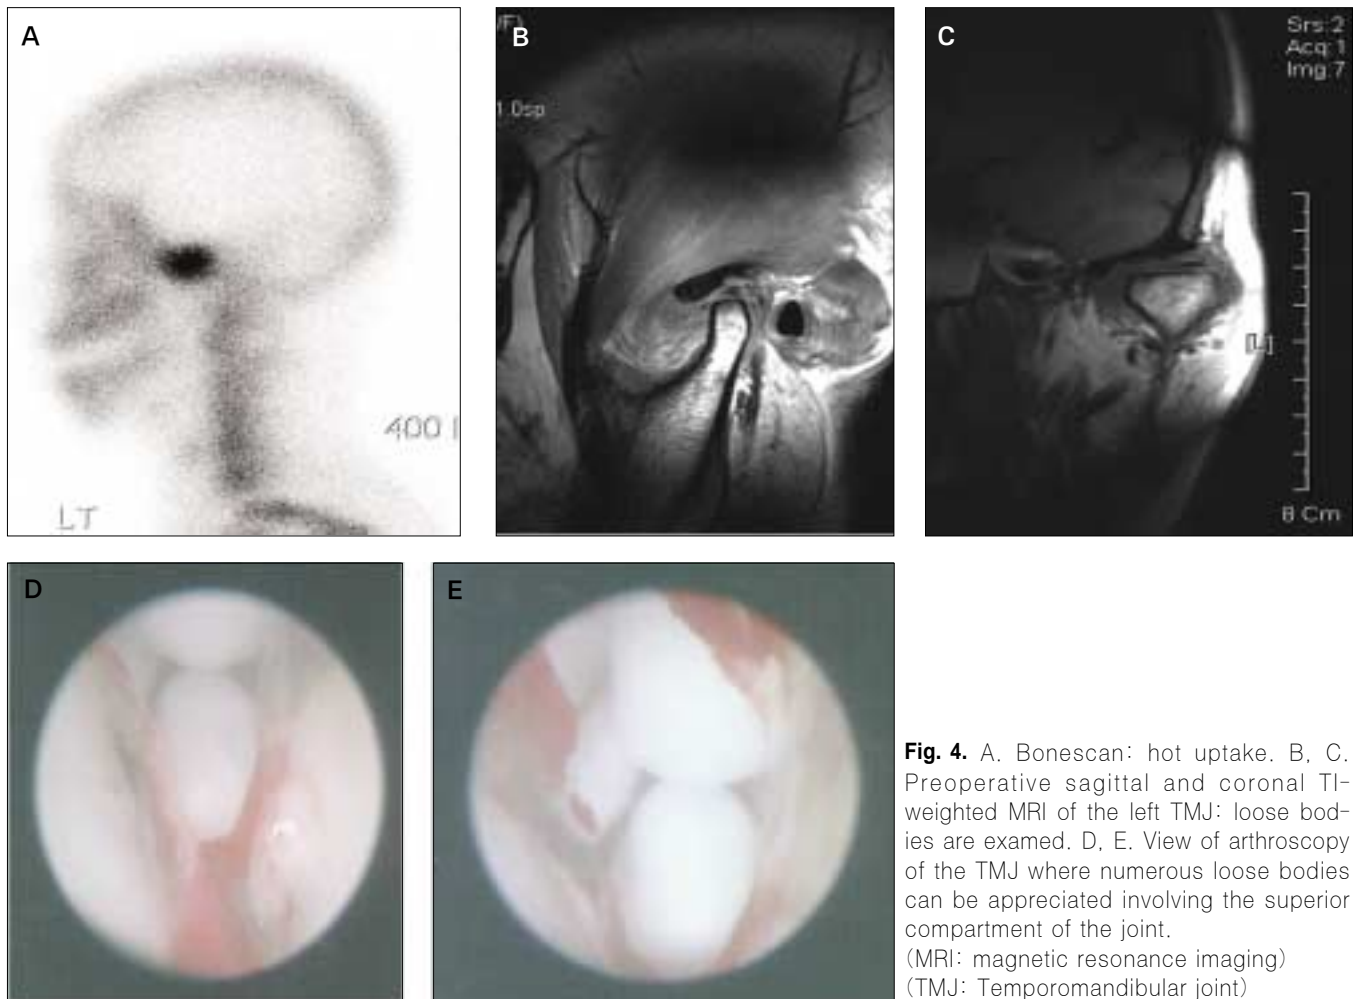 A
B
C
/F)
1.0sp
Srs:2
Acq:1
Img:7
[L]
8 Cm
400
LT
D
E
Fig. 4. A. Bonescan: hot uptake. B, C.
Preoperative sagittal and coronal TI-
weighted MRI of the left TMJ: loose bod-
ies are examed. D, E. View of arthroscopy
of the TMJ where numerous loose bodies
can be appreciated involving the superior
compartment of the joint.
(MRI: magnetic resonance imaging)
(TMJ: Temporomandibular joint)